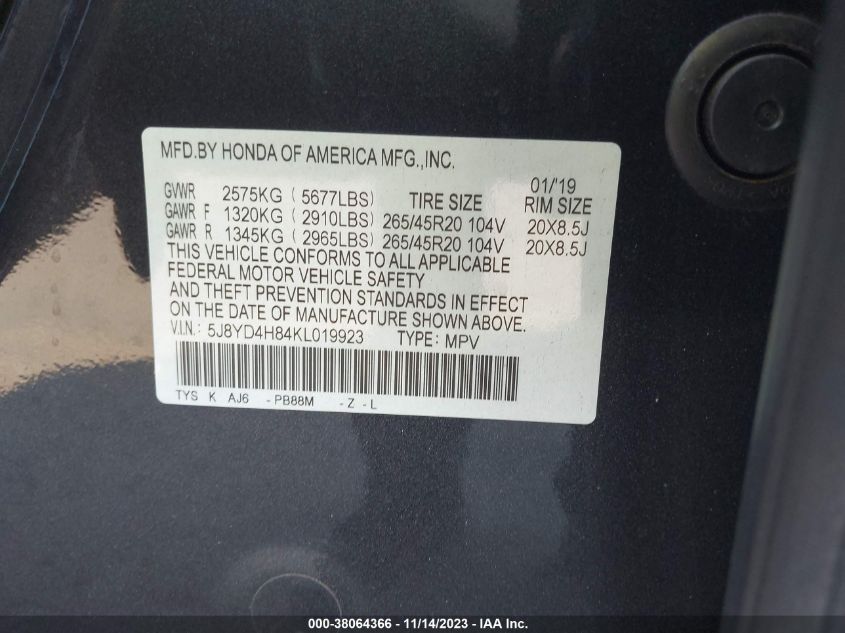 MFD.BY HONDA OF AMERICA MFG.,INC.
01/'19
GVWR 2575KG ( 5677LBS) TIRE SIZE RIM SIZE
GAWR F 1320KG ( 2910LBS) 265/45R20 104V 20X8.5J
GAWR R 1345KG ( 2965LBS) 265/45R20 104V 20X8.5J
THIS VEHICLE CONFORMS TO ALL APPLICABLE
FEDERAL MOTOR VEHICLE SAFETY
AND THEFT PREVENTION STANDARDS IN EFFECT
ON THE DATE OF MANUFACTURE SHOWN ABOVE.
V.I.N.: 5J8YD4H84KL019923 TYPE: MPV
TYS K AJ6 - PB88M - Z - L
000-38064366 - 11/14/2023 - IAA Inc.